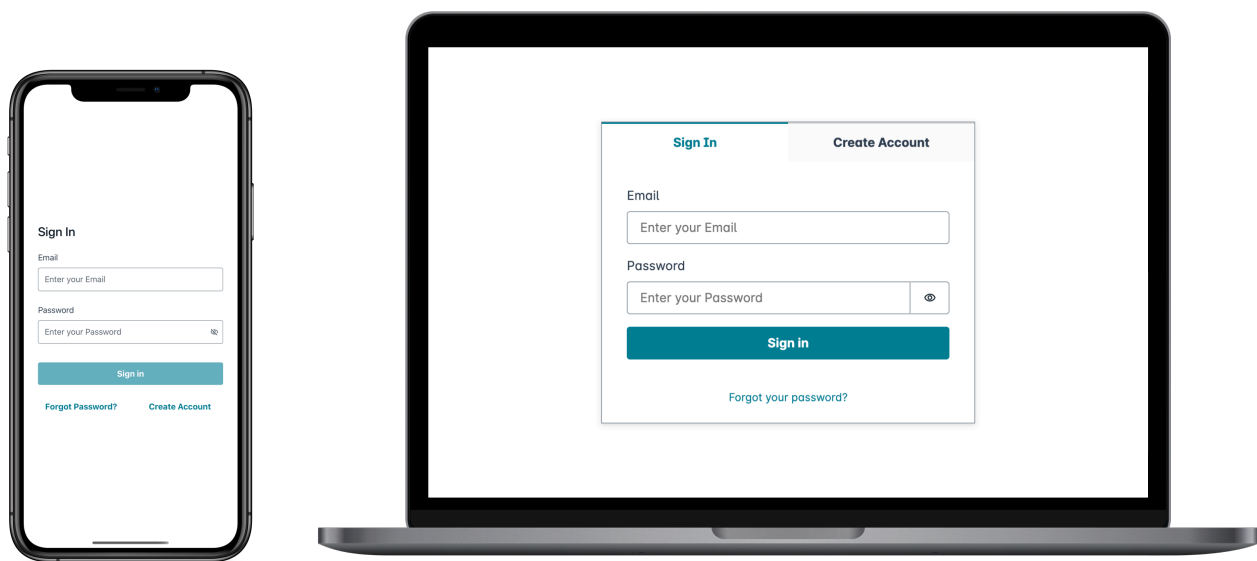 Sign In
Email
Enter your Email
Password
Enter your Password
Sign in
Forgot Password? Create Account
Sign In Create Account
Email
Enter your Email
Password
Enter your Password
Sign in
Forgot your password?